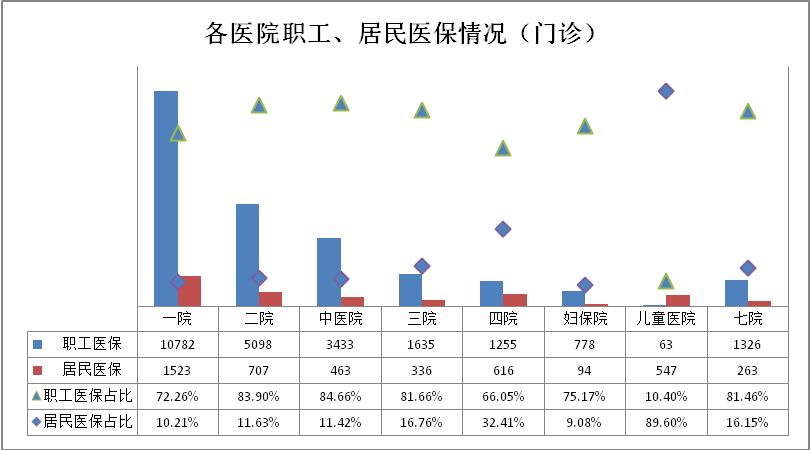 各医院职工、居民医保情况（门诊）
一院 二院 中医院 三院 四院 妇保院 儿童医院 七院
职工医保 10782 5098 3433 1635 1255 778 63 1326
居民医保 1523 707 463 336 616 94 547 263
职工医保占比 72.26% 83.90% 84.66% 81.66% 66.05% 75.17% 10.40% 81.46%
居民医保占比 10.21% 11.63% 11.42% 16.76% 32.41% 9.08% 89.60% 16.15%